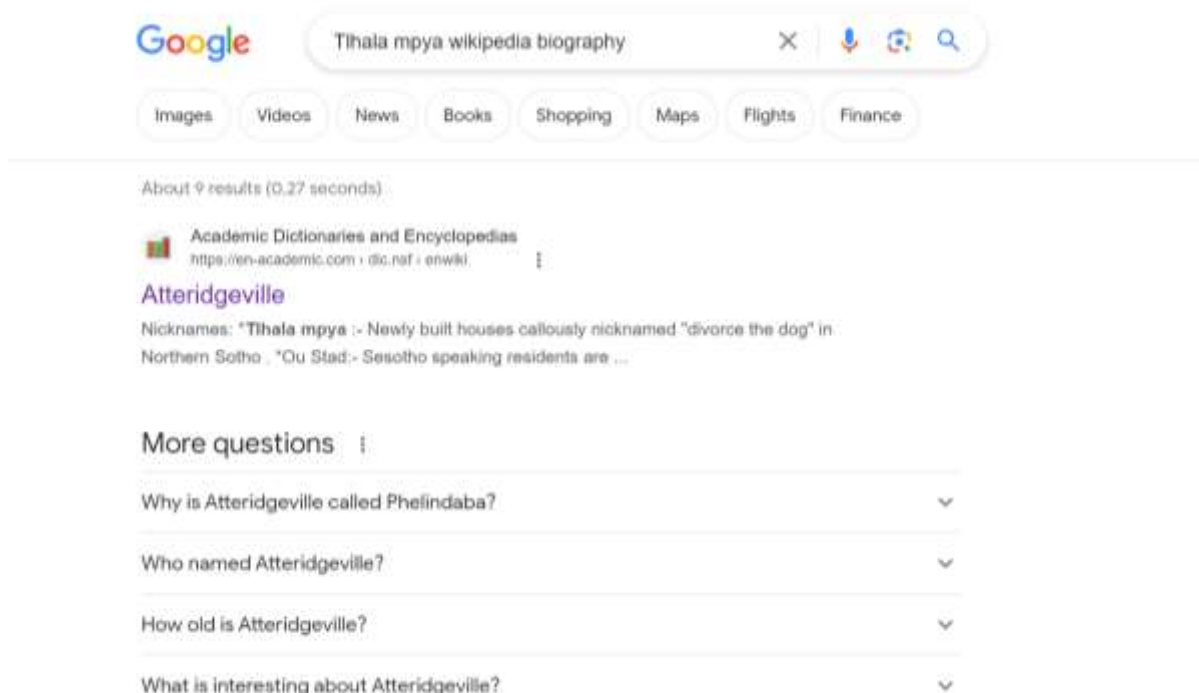 Google
Tlhala mpya wikipedia biography
Images Videos News Books Shopping Maps Flights Finance
About 9 results (0.27 seconds)
Academic Dictionaries and Encyclopedias
https://en-academic.com › dic.nsf › enwiki
Atteridgeville
Nicknames: *Tlhala mpya :- Newly built houses callously nicknamed "divorce the dog" in
Northern Sotho . *Ou Stad:- Sesotho speaking residents are ...
More questions
Why is Atteridgeville called Phelindaba?
Who named Atteridgeville?
How old is Atteridgeville?
What is interesting about Atteridgeville?